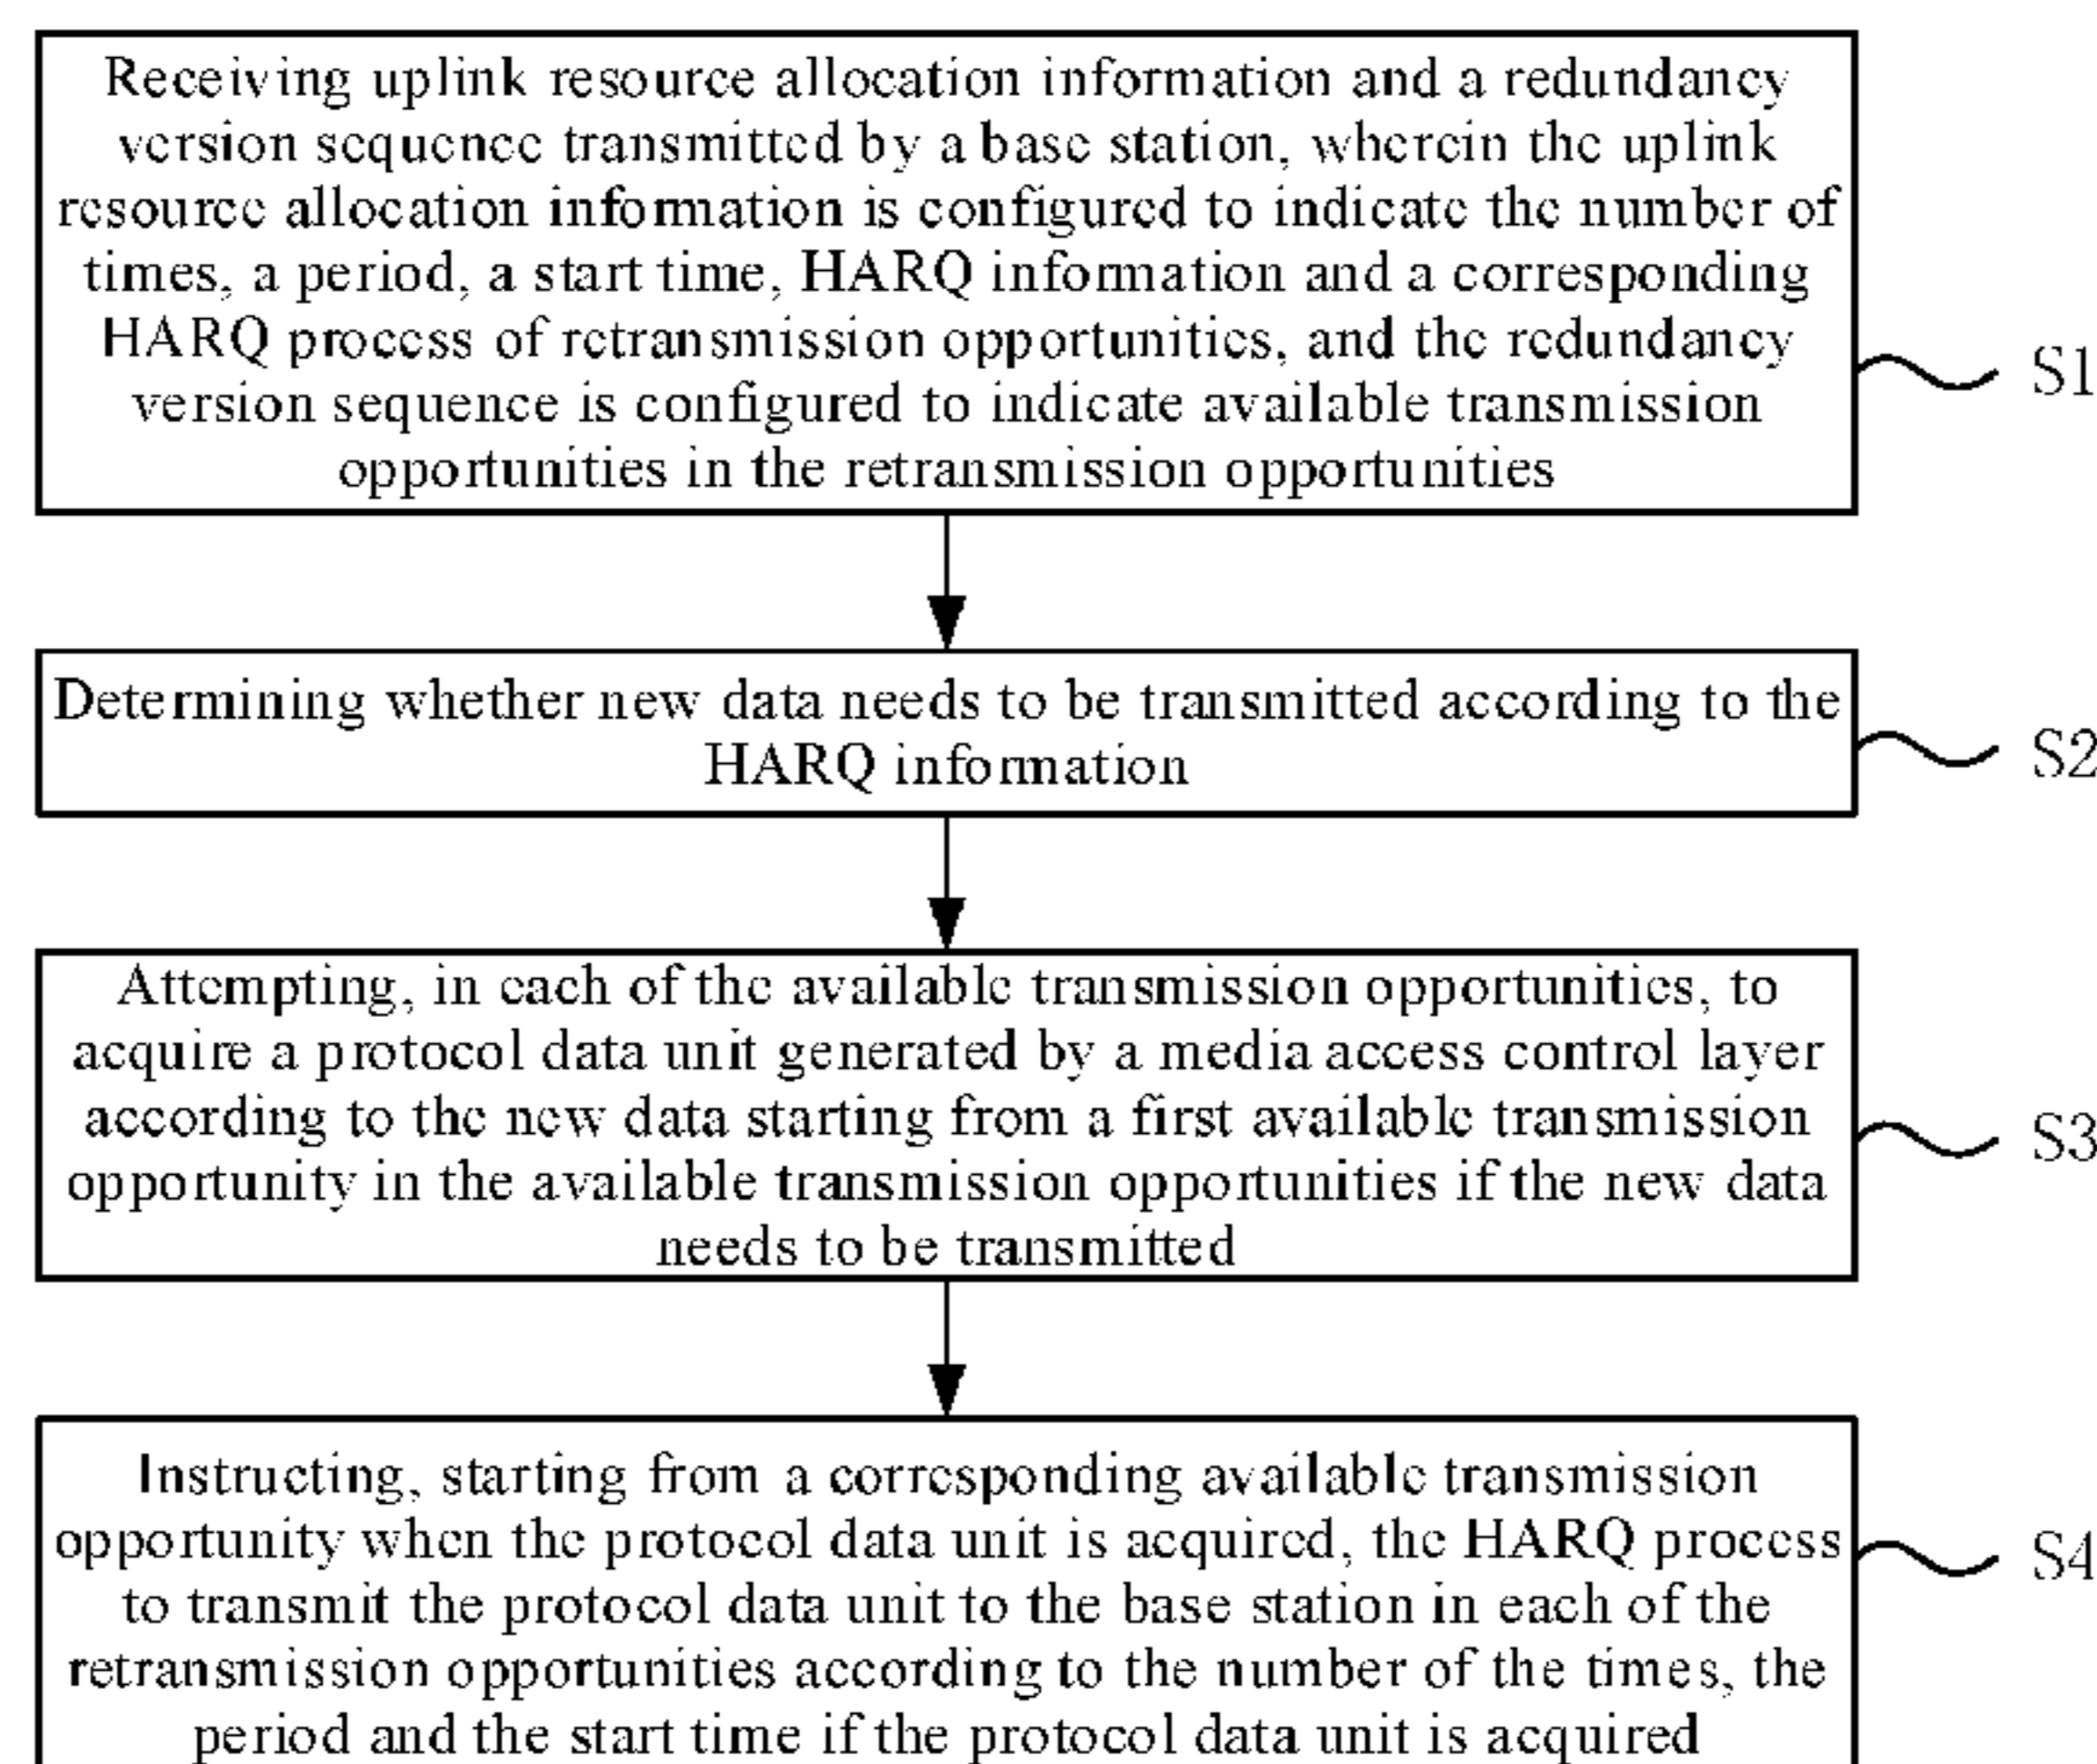 Receiving uplink resource allocation information and a redundancy
version sequence transmitted by a base station, wherein the uplink
resource allocation information is configured to indicate the number of
times, a period, a start time, HARQ information and a corresponding
HARQ process of retransmission opportunities, and the redundancy
version sequence is configured to indicate available transmission
opportunities in the retransmission opportunities
S1
Determining whether new data needs to be transmitted according to the
HARQ information
S2
Attempting, in each of the available transmission opportunities, to
acquire a protocol data unit generated by a media access control layer
according to the new data starting from a first available transmission
opportunity in the available transmission opportunities if the new data
needs to be transmitted
S3
Instructing, starting from a corresponding available transmission
opportunity when the protocol data unit is acquired, the HARQ process
to transmit the protocol data unit to the base station in each of the
retransmission opportunities according to the number of the times, the
period and the start time if the protocol data unit is acquired
S4